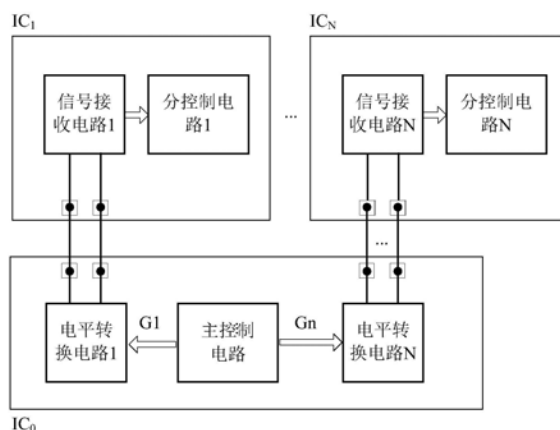 IC₁
IC_N
信号接
收电路1
分控制电
路1
...
信号接
收电路N
分控制电
路N
...
电平转
换电路1
G1
主控制
电路
Gn
电平转
换电路N
IC₀